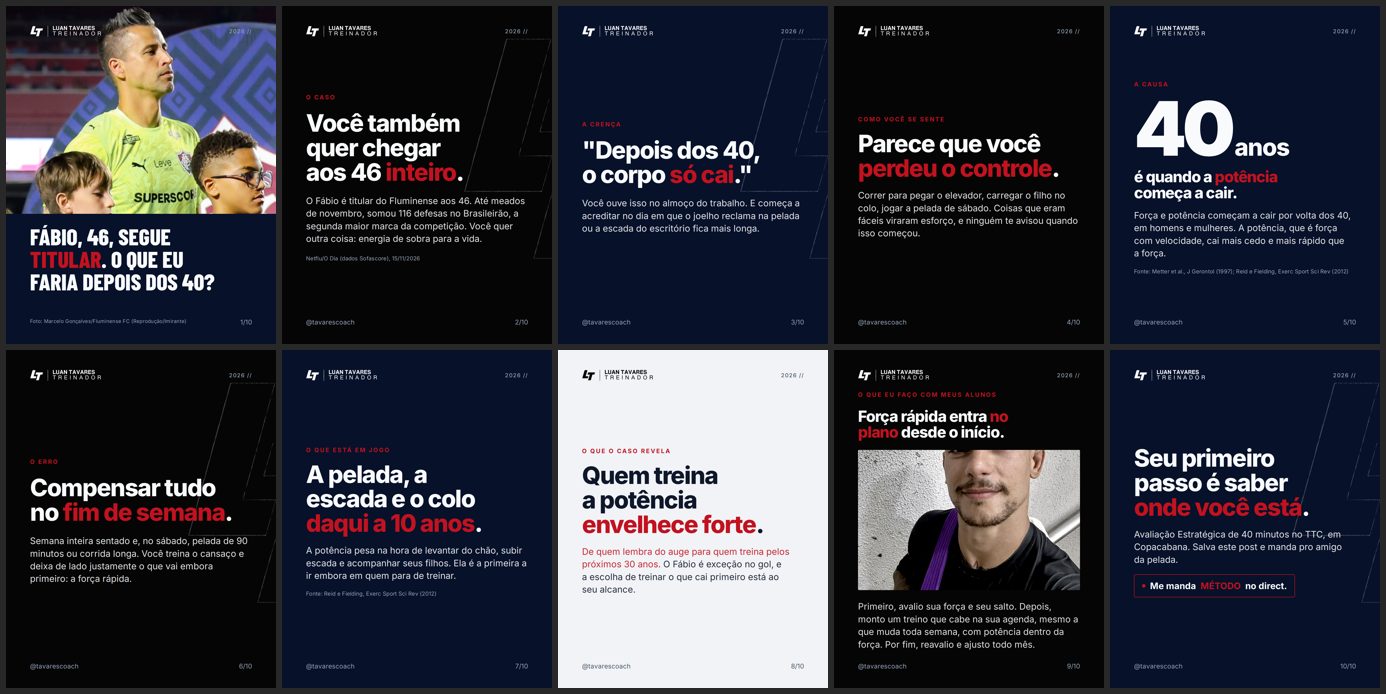 LT LUAN TAVARES
TREINADOR
2026 //
Leve
SUPERSCOP
FÁBIO, 46, SEGUE
TITULAR. O QUE EU
FARIA DEPOIS DOS 40?
Foto: Marcelo Gonçalves/Fluminense FC (Reprodução/Mirante)
1/10
LT LUAN TAVARES
TREINADOR
2026 //
O CASO
Você também
quer chegar
aos 46 inteiro.
O Fábio é titular do Fluminense aos 46. Até meados
de novembro, somou 116 defesas no Brasileirão, a
segunda maior marca da competição. Você quer
outra coisa: energia de sobra para a vida.
Netflu/O Dia (dados Sofascore), 15/11/2026
@tavarescoach
2/10
LT LUAN TAVARES
TREINADOR
2026 //
A CRENÇA
"Depois dos 40,
o corpo só cai."
Você ouve isso no almoço do trabalho. E começa a
acreditar no dia em que o joelho reclama na pelada
ou a escada do escritório fica mais longa.
@tavarescoach
3/10
LT LUAN TAVARES
TREINADOR
2026 //
COMO VOCÊ SE SENTE
Parece que você
perdeu o controle.
Correr para pegar o elevador, carregar o filho no
colo, jogar a pelada de sábado. Coisas que eram
fáceis viraram esforço, e ninguém te avisou quando
isso começou.
@tavarescoach
4/10
LT LUAN TAVARES
TREINADOR
2026 //
A CAUSA
40 anos
é quando a potência
começa a cair.
Força e potência começam a cair por volta dos 40,
em homens e mulheres. A potência, que é força
com velocidade, cai mais cedo e mais rápido que
a força.
Fonte: Metter et al., J Gerontol (1997); Reid e Fielding, Exerc Sport Sci Rev (2012)
@tavarescoach
5/10
LT LUAN TAVARES
TREINADOR
2026 //
O ERRO
Compensar tudo
no fim de semana.
Semana inteira sentado e, no sábado, pelada de 90
minutos ou corrida longa. Você treina o cansaço e
deixa de lado justamente o que vai embora
primeiro: a força rápida.
@tavarescoach
6/10
LT LUAN TAVARES
TREINADOR
2026 //
O QUE ESTÁ EM JOGO
A pelada, a
escada e o colo
daqui a 10 anos.
A potência pesa na hora de levantar do chão, subir
escada e acompanhar seus filhos. Ela é a primeira a
ir embora em quem para de treinar.
Fonte: Reid e Fielding, Exerc Sport Sci Rev (2012)
@tavarescoach
7/10
LT LUAN TAVARES
TREINADOR
2026 //
O QUE O CASO REVELA
Quem treina
a potência
envelhece forte.
De quem lembra do auge para quem treina pelos
próximos 30 anos. O Fábio é exceção no gol, e
a escolha de treinar o que cai primeiro está ao
seu alcance.
@tavarescoach
8/10
LT LUAN TAVARES
TREINADOR
2026 //
O QUE EU FAÇO COM MEUS ALUNOS
Força rápida entra no
plano desde o início.
Primeiro, avalio sua força e seu salto. Depois,
monto um treino que cabe na sua agenda, mesmo a
que muda toda semana, com potência dentro da
força. Por fim, reavalio e ajusto todo mês.
@tavarescoach
9/10
LT LUAN TAVARES
TREINADOR
2026 //
Seu primeiro
passo é saber
onde você está.
Avaliação Estratégica de 40 minutos no TTC, em
Copacabana. Salva este post e manda pro amigo
da pelada.
Me manda MÉTODO no direct.
@tavarescoach
10/10